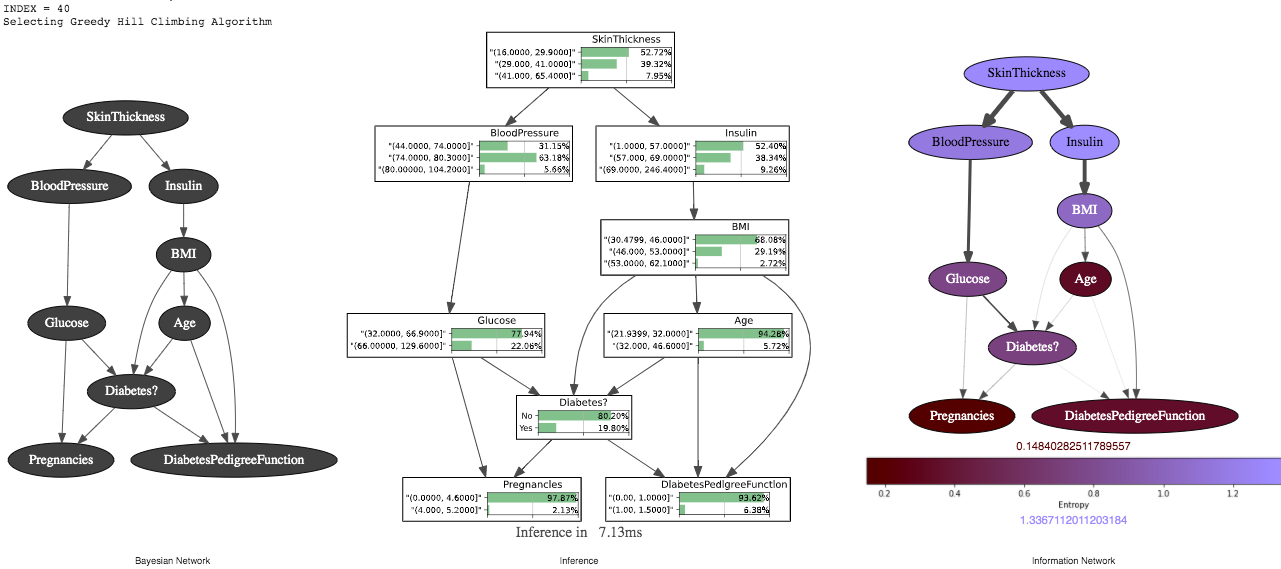 INDEX = 40
Selecting Greedy Hill Climbing Algorithm
SkinThickness
BloodPressure
Insulin
BMI
Glucose
Age
Diabetes?
Pregnancies
DiabetesPedigreeFunction
Bayesian Network
SkinThickness
"(16.0000, 29.9000]" 52.72%
"(29.000, 41.0000]" 39.32%
"(41.000, 65.4000]" 7.95%
BloodPressure
"(44.0000, 74.0000]" 31.15%
"(74.0000, 80.3000]" 63.18%
"(80.00000, 104.2000]" 5.66%
Insulin
"(1.0000, 57.0000]" 52.40%
"(57.000, 69.0000]" 38.34%
"(69.0000, 246.4000]" 9.26%
BMI
"(30.4799, 46.0000]" 68.08%
"(46.000, 53.0000]" 29.19%
"(53.0000, 62.1000]" 2.72%
Glucose
"(32.0000, 66.9000]" 77.94%
"(66.00000, 129.6000]" 22.06%
Age
"(21.9399, 32.0000]" 94.28%
"(32.000, 46.6000]" 5.72%
Diabetes?
No 80.20%
Yes 19.80%
Pregnancies
"(0.0000, 4.6000]" 97.87%
"(4.000, 5.2000]" 2.13%
DiabetesPedigreeFunction
"(0.00, 1.0000]" 93.62%
"(1.00, 1.5000]" 6.38%
Inference in 7.13ms
Inference
SkinThickness
BloodPressure
Insulin
BMI
Glucose
Age
Diabetes?
Pregnancies
DiabetesPedigreeFunction
0.14840282511789557
0.2 0.4 0.6 0.8 1.0 1.2
Entropy
1.3367112011203184
Information Network